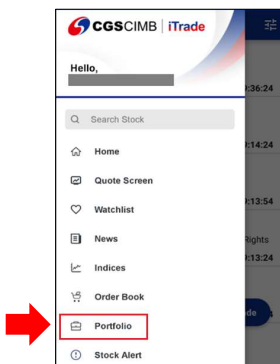 CGSCIMB | iTrade
Hello,
):36:24
Search Stock
Home
):14:24
Quote Screen
Watchlist
):13:54
News
Rights
):13:24
Indices
Order Book
de
Portfolio
Stock Alert